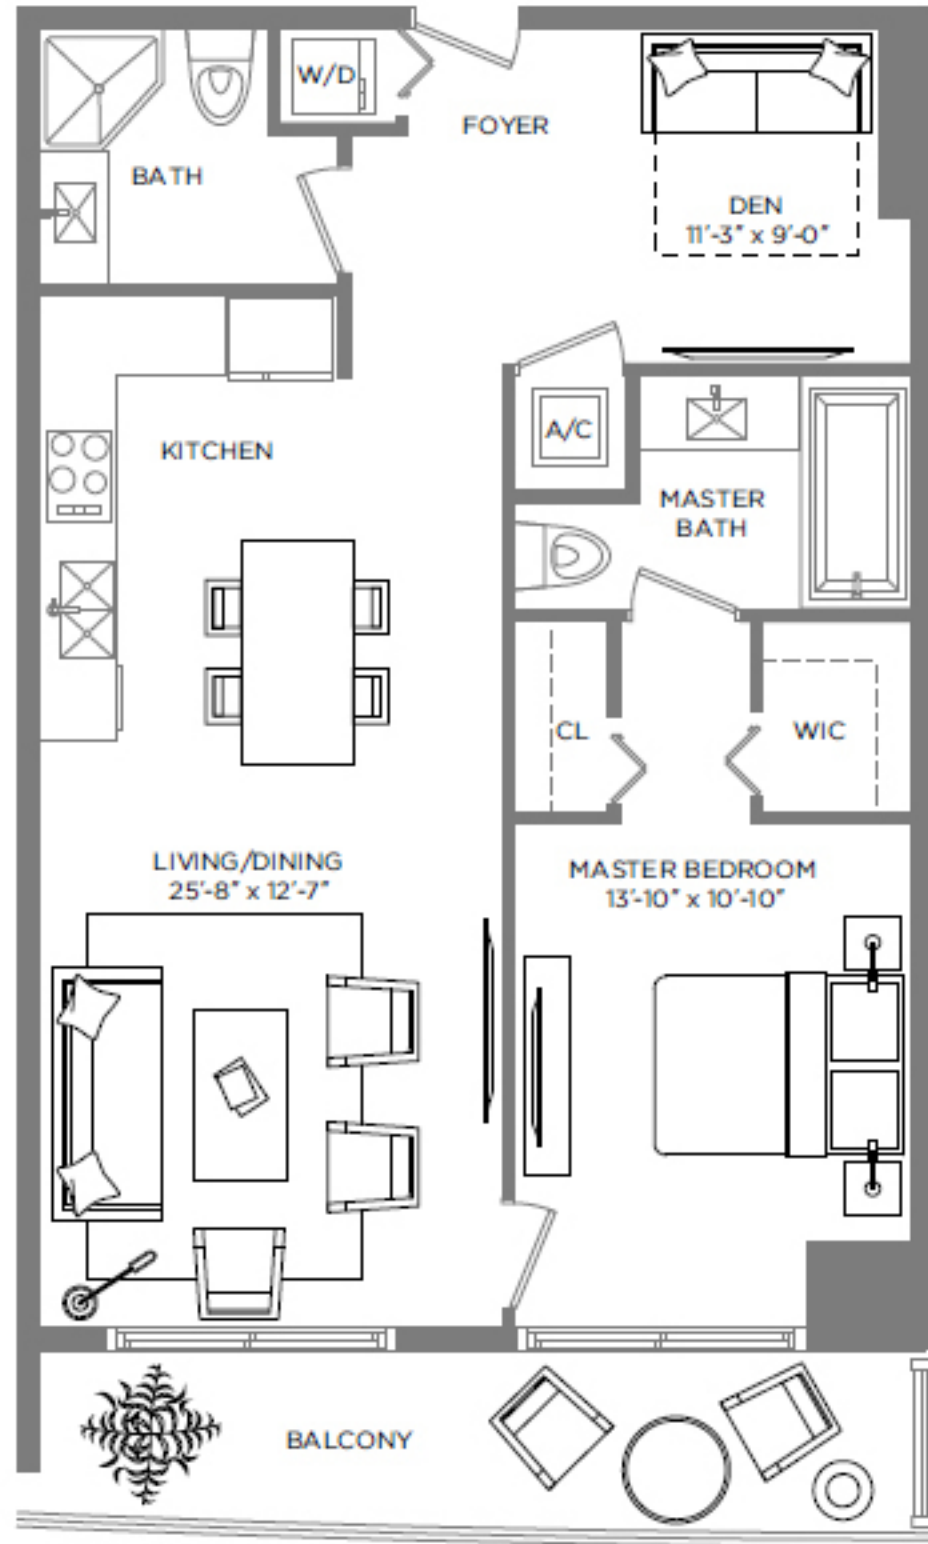 W/D
FOYER
BATH
DEN
11'-3" x 9'-0"
A/C
KITCHEN
MASTER
BATH
CL
WIC
LIVING/DINING
25'-8" x 12'-7"
MASTER BEDROOM
13'-10" x 10'-10"
BALCONY